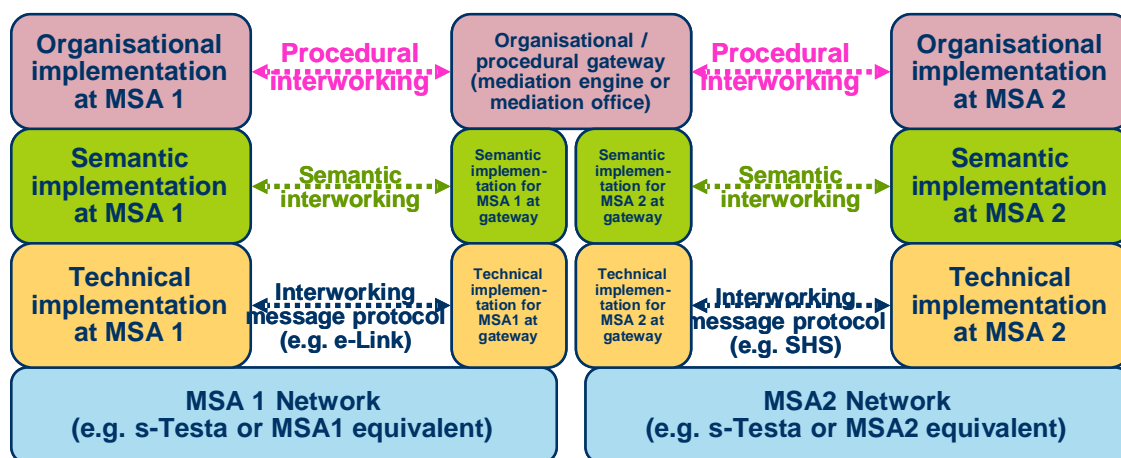 Organisational
implementation
at MSA 1
Procedural
interworking
Organisational /
procedural gateway
(mediation engine or
mediation office)
Procedural
interworking
Organisational
implementation
at MSA 2
Semantic
implementation
at MSA 1
Semantic
interworking
Semantic
implemen-
tation for
MSA 1 at
gateway
Semantic
implemen-
tation for
MSA 2 at
gateway
Semantic
interworking
Semantic
implementation
at MSA 2
Technical
implementation
at MSA 1
Interworking
message protocol
(e.g. e-Link)
Technical
implemen-
tation for
MSA1 at
gateway
Technical
implemen-
tation for
MSA 2 at
gateway
Interworking
message protocol
(e.g. SHS)
Technical
implementation
at MSA 2
MSA 1 Network
(e.g. s-Testa or MSA1 equivalent)
MSA2 Network
(e.g. s-Testa or MSA2 equivalent)